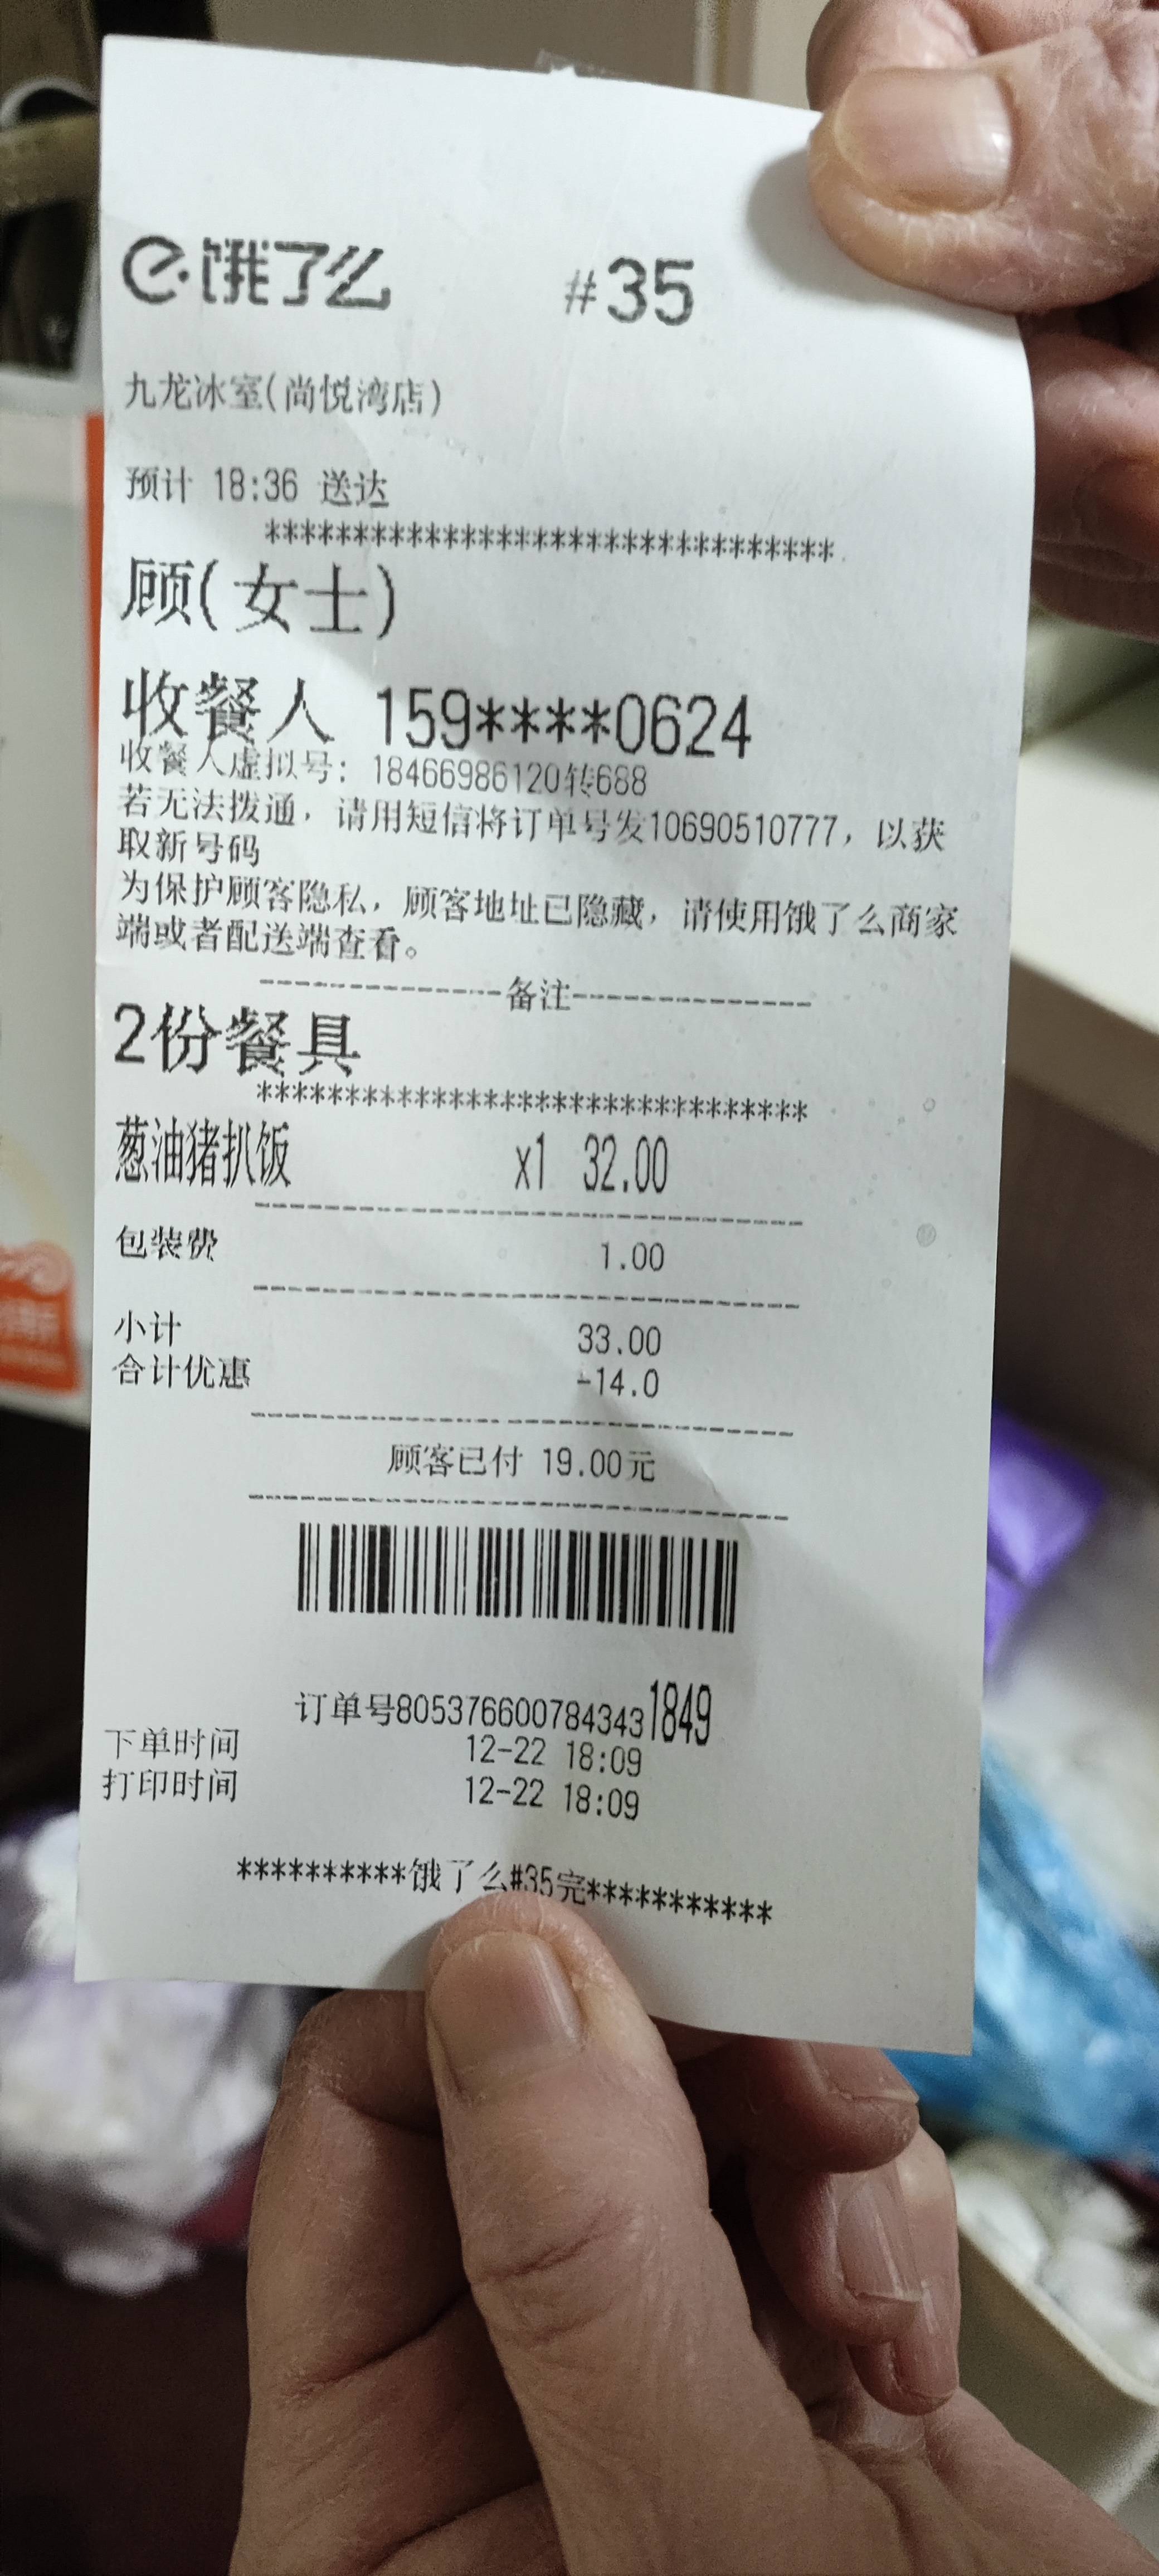 e·饿了么 #35
九龙冰室(尚悦湾店)
预计 18:36 送达
********************************
顾(女士)
收餐人 159****0624
收餐人虚拟号: 18466986120转688
若无法拨通，请用短信将订单号发10690510777，以获
取新号码
为保护顾客隐私，顾客地址已隐藏，请使用饿了么商家
端或者配送端查看。
--------------备注--------------
2份餐具
********************************
葱油猪扒饭 x1 32.00
--------------------------------
包装费 1.00
--------------------------------
小计 33.00
合计优惠 -14.0
--------------------------------
顾客已付 19.00元
--------------------------------
订单号8053766007843431849
下单时间 12-22 18:09
打印时间 12-22 18:09
**********饿了么#35完***********